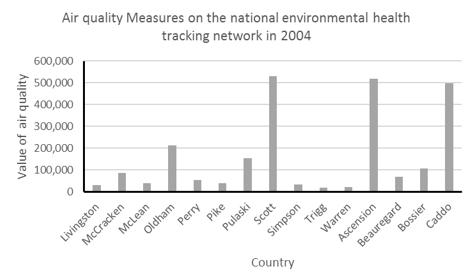 Air quality Measures on the national environmental health
tracking network in 2004
Value of air quality
600,000
500,000
400,000
300,000
200,000
100,000
0
Livingston
McCracken
McLean
Oldham
Perry
Pike
Pulaski
Scott
Simpson
Trigg
Warren
Ascension
Beauregard
Bossier
Caddo
Country